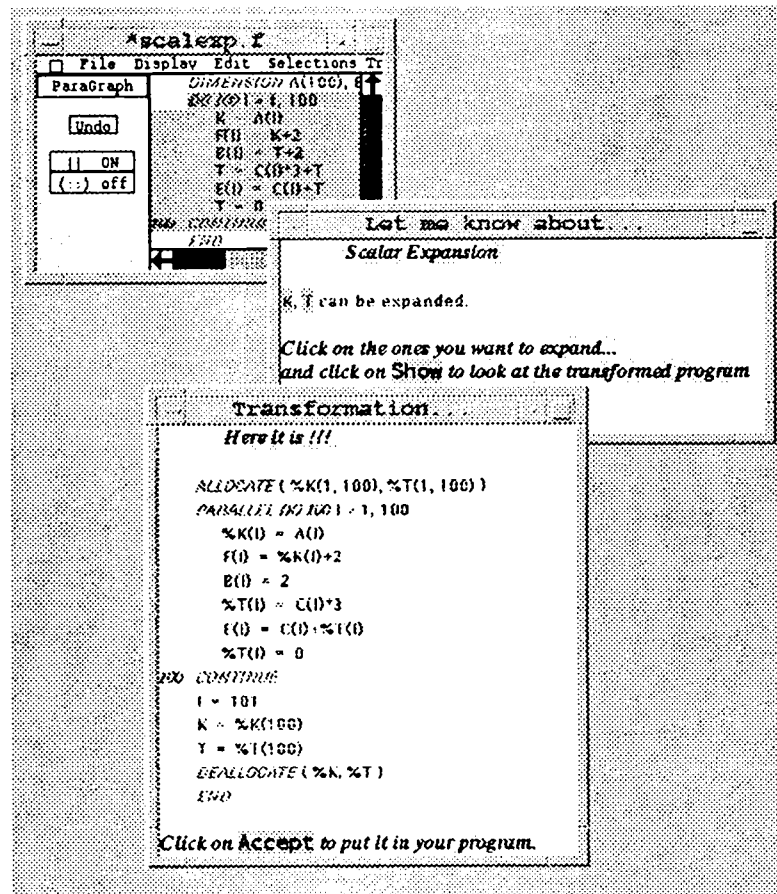 *scalexp.f
File Display Edit Selections Tr
ParaGraph
Undo
|| ON
(::) off
DIMENSION A(100),
DO 100 I = 1, 100
K = A(I)
F(I) = K+2
B(I) = T+2
T = C(I)*3+T
E(I) = C(I)+T
T = 0
100 CONTINUE
END
Let me know about...
Scalar Expansion
K, T can be expanded.
Click on the ones you want to expand...
and click on Show to look at the transformed program
Transformation...
Here it is !!!
ALLOCATE ( %K(1, 100), %T(1, 100) )
PARALLEL DO 100 I = 1, 100
%K(I) = A(I)
F(I) = %K(I)+2
B(I) = 2
%T(I) = C(I)*3
E(I) = C(I)+%T(I)
%T(I) = 0
100 CONTINUE
I = 101
K = %K(100)
T = %T(100)
DEALLOCATE ( %K, %T )
END
Click on Accept to put it in your program.